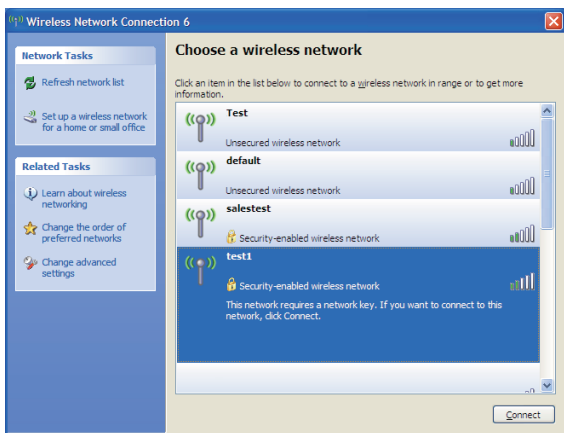 Wireless Network Connection 6
Network Tasks
Refresh network list
Set up a wireless network
for a home or small office
Related Tasks
Learn about wireless
networking
Change the order of
preferred networks
Change advanced
settings
Choose a wireless network
Click an item in the list below to connect to a wireless network in range or to get more
information.
Test
Unsecured wireless network
default
Unsecured wireless network
salestest
Security-enabled wireless network
test1
Security-enabled wireless network
This network requires a network key. If you want to connect to this
network, click Connect.
Connect